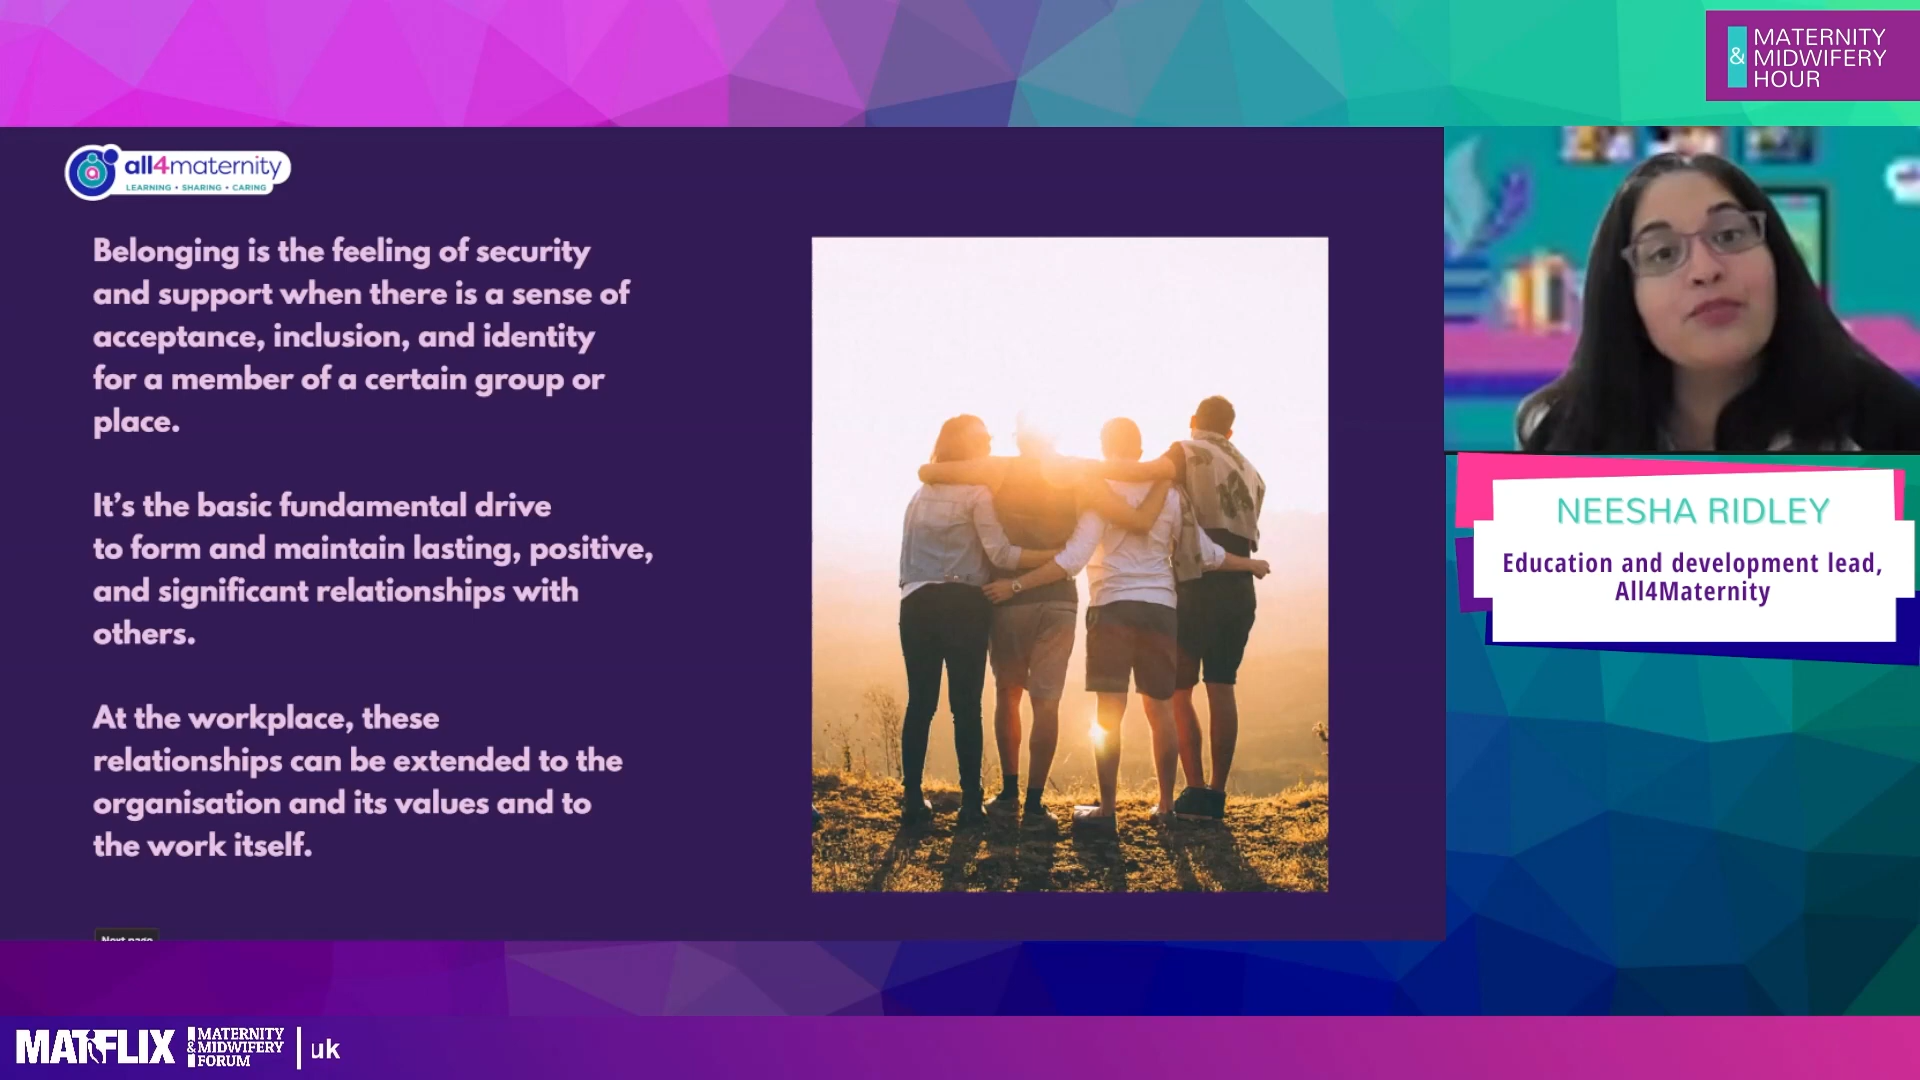 MATERNITY
& MIDWIFERY
HOUR
all4maternity
LEARNING • SHARING • CARING
Belonging is the feeling of security
and support when there is a sense of
acceptance, inclusion, and identity
for a member of a certain group or
place.
It’s the basic fundamental drive
to form and maintain lasting, positive,
and significant relationships with
others.
At the workplace, these
relationships can be extended to the
organisation and its values and to
the work itself.
Next page
NEESHA RIDLEY
Education and development lead,
All4Maternity
MATFLIX
MATERNITY
& MIDWIFERY
FORUM
uk